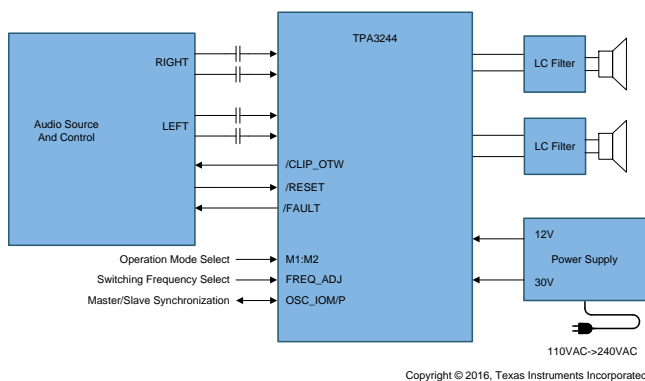 TPA3244
RIGHT
LEFT
Audio Source
And Control
/CLIP_OTW
/RESET
/FAULT
Operation Mode Select
M1:M2
Switching Frequency Select
FREQ_ADJ
Master/Slave Synchronization
OSC_IOM/P
LC Filter
LC Filter
12V
Power Supply
30V
110VAC->240VAC
Copyright © 2016, Texas Instruments Incorporated